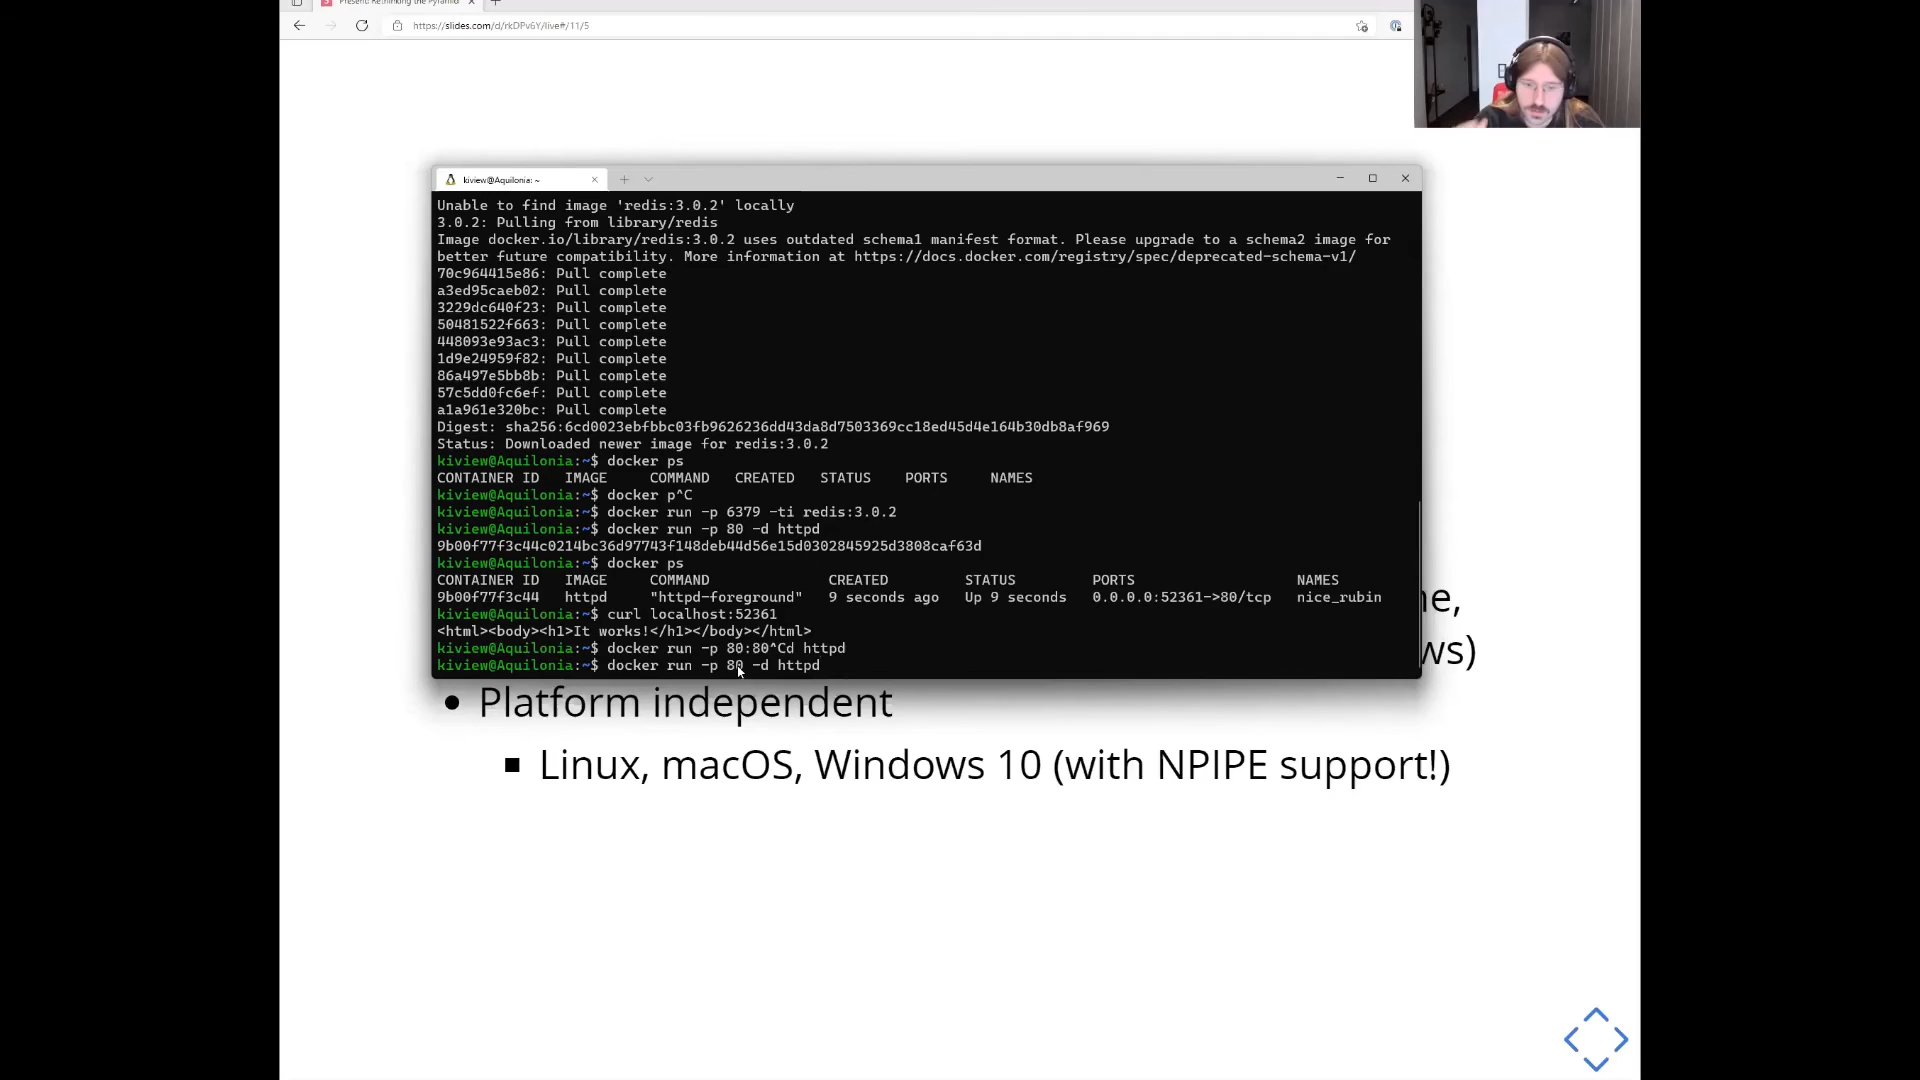 Present: Rethinking the Pyramid
https://slides.com/d/rkDPv6Y/live#/11/5
kiview@Aquilonia: ~
Unable to find image 'redis:3.0.2' locally
3.0.2: Pulling from library/redis
Image docker.io/library/redis:3.0.2 uses outdated schema1 manifest format. Please upgrade to a schema2 image for
better future compatibility. More information at https://docs.docker.com/registry/spec/deprecated-schema-v1/
70c964415e86: Pull complete
a3ed95caeb02: Pull complete
3229dc640f23: Pull complete
50481522f663: Pull complete
448093e93ac3: Pull complete
1d9e24959f82: Pull complete
86a497e5bb8b: Pull complete
57c5dd0fc6ef: Pull complete
a1a961e320bc: Pull complete
Digest: sha256:6cd0023ebfbbc03fb9626236dd43da8d7503369cc18ed45d4e164b30db8af969
Status: Downloaded newer image for redis:3.0.2
kiview@Aquilonia:~$ docker ps
CONTAINER ID IMAGE COMMAND CREATED STATUS PORTS NAMES
kiview@Aquilonia:~$ docker p^C
kiview@Aquilonia:~$ docker run -p 6379 -ti redis:3.0.2
kiview@Aquilonia:~$ docker run -p 80 -d httpd
9b00f77f3c44c0214bc36d97743f148deb44d56e15d0302845925d3808caf63d
kiview@Aquilonia:~$ docker ps
CONTAINER ID IMAGE COMMAND CREATED STATUS PORTS NAMES
9b00f77f3c44 httpd "httpd-foreground" 9 seconds ago Up 9 seconds 0.0.0.0:52361->80/tcp nice_rubin
kiview@Aquilonia:~$ curl localhost:52361
<html><body><h1>It works!</h1></body></html>
kiview@Aquilonia:~$ docker run -p 80:80^Cd httpd
kiview@Aquilonia:~$ docker run -p 80 -d httpd
ne,
ws)
• Platform independent
▪ Linux, macOS, Windows 10 (with NPIPE support!)